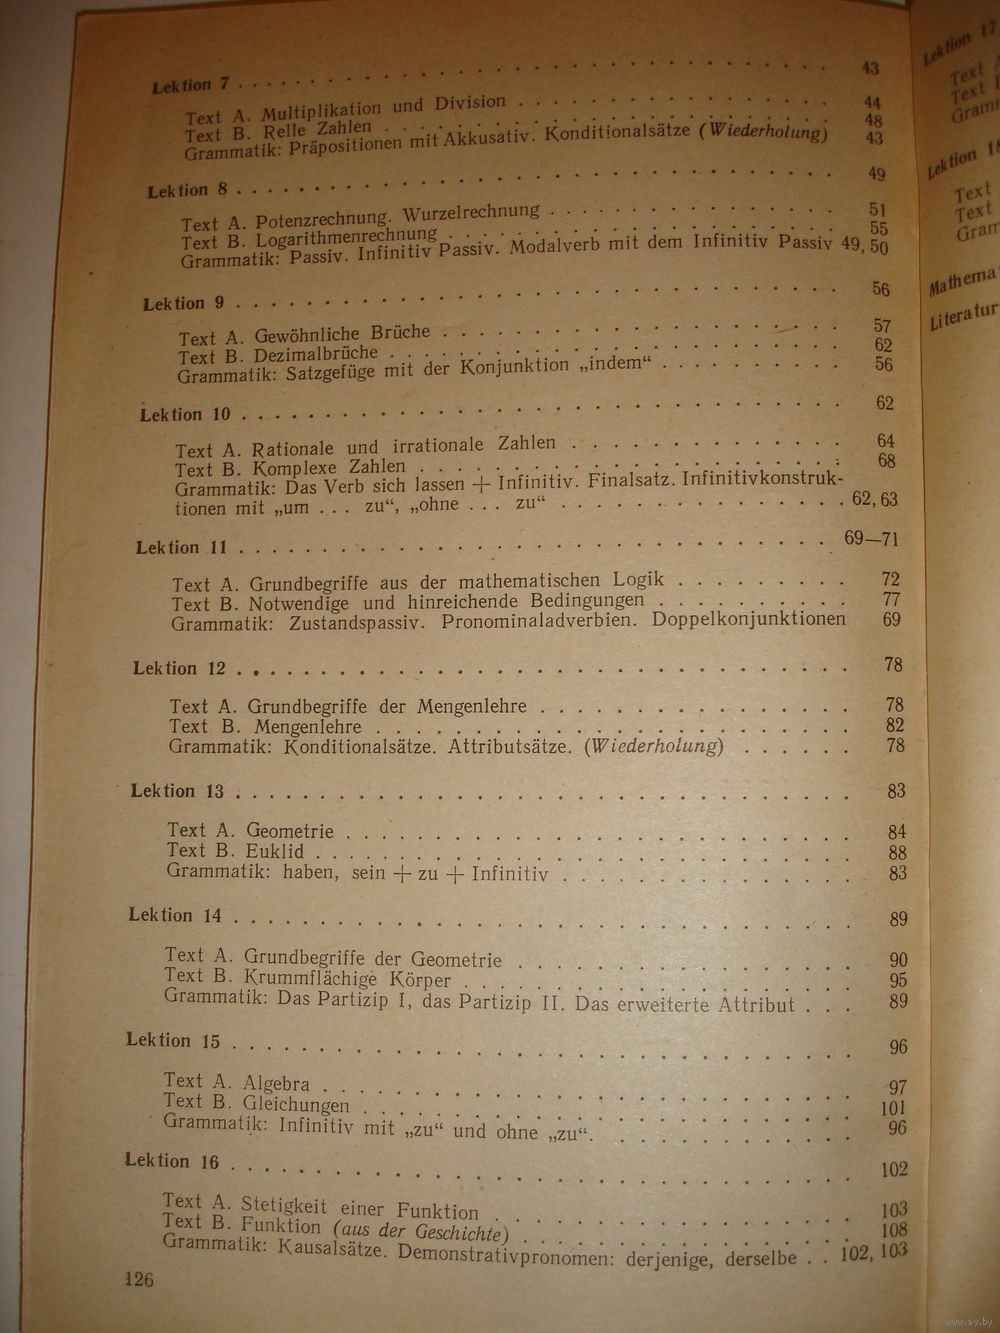 Lektion 7 . . . . . . . . . . . . . . . . . . . . . . . . . . 43
Text A. Multiplikation und Division . . . . . . . . . . . . . . 44
Text B. Relle Zahlen . . . . . . . . . . . . . . . . . . . . 48
Grammatik: Präpositionen mit Akkusativ. Konditionalsätze (Wiederholung) 43
Lektion 8 . . . . . . . . . . . . . . . . . . . . . . . . . . 49
Text A. Potenzrechnung. Wurzelrechnung . . . . . . . . . . . . 51
Text B. Logarithmenrechnung . . . . . . . . . . . . . . . . . 55
Grammatik: Passiv. Infinitiv Passiv. Modalverb mit dem Infinitiv Passiv 49, 50
Lektion 9 . . . . . . . . . . . . . . . . . . . . . . . . . . 56
Text A. Gewöhnliche Brüche . . . . . . . . . . . . . . . . . . 57
Text B. Dezimalbrüche . . . . . . . . . . . . . . . . . . . . 62
Grammatik: Satzgefüge mit der Konjunktion „indem“ . . . . . . . . 56
Lektion 10 . . . . . . . . . . . . . . . . . . . . . . . . . . 62
Text A. Rationale und irrationale Zahlen . . . . . . . . . . . . 64
Text B. Komplexe Zahlen . . . . . . . . . . . . . . . . . . . 68
Grammatik: Das Verb sich lassen + Infinitiv. Finalsatz. Infinitivkonstruk-
tionen mit „um . . . zu“, „ohne . . . zu“ . . . . . . . . . . . . 62, 63
Lektion 11 . . . . . . . . . . . . . . . . . . . . . . . . . . 69—71
Text A. Grundbegriffe aus der mathematischen Logik . . . . . . . . 72
Text B. Notwendige und hinreichende Bedingungen . . . . . . . . . 77
Grammatik: Zustandspassiv. Pronominaladverbien. Doppelkonjunktionen 69
Lektion 12 . . . . . . . . . . . . . . . . . . . . . . . . . . 78
Text A. Grundbegriffe der Mengenlehre . . . . . . . . . . . . . 78
Text B. Mengenlehre . . . . . . . . . . . . . . . . . . . . . 82
Grammatik: Konditionalsätze. Attributsätze. (Wiederholung) . . . . . . 78
Lektion 13 . . . . . . . . . . . . . . . . . . . . . . . . . . 83
Text A. Geometrie . . . . . . . . . . . . . . . . . . . . . . 84
Text B. Euklid . . . . . . . . . . . . . . . . . . . . . . . . 88
Grammatik: haben, sein + zu + Infinitiv . . . . . . . . . . . . . 83
Lektion 14 . . . . . . . . . . . . . . . . . . . . . . . . . . 89
Text A. Grundbegriffe der Geometrie . . . . . . . . . . . . . . 90
Text B. Krummflächige Körper . . . . . . . . . . . . . . . . . 95
Grammatik: Das Partizip I, das Partizip II. Das erweiterte Attribut . . . 89
Lektion 15 . . . . . . . . . . . . . . . . . . . . . . . . . . 96
Text A. Algebra . . . . . . . . . . . . . . . . . . . . . . . 97
Text B. Gleichungen . . . . . . . . . . . . . . . . . . . . . 101
Grammatik: Infinitiv mit „zu“ und ohne „zu“. . . . . . . . . . . . 96
Lektion 16 . . . . . . . . . . . . . . . . . . . . . . . . . . 102
Text A. Stetigkeit einer Funktion . . . . . . . . . . . . . . . 103
Text B. Funktion (aus der Geschichte) . . . . . . . . . . . . . 108
Grammatik: Kausalsätze. Demonstrativpronomen: derjenige, derselbe . . 102, 103
126
Lektion 17
Text
Text
Lektion
Text
Text
Literatur
www.ay.by